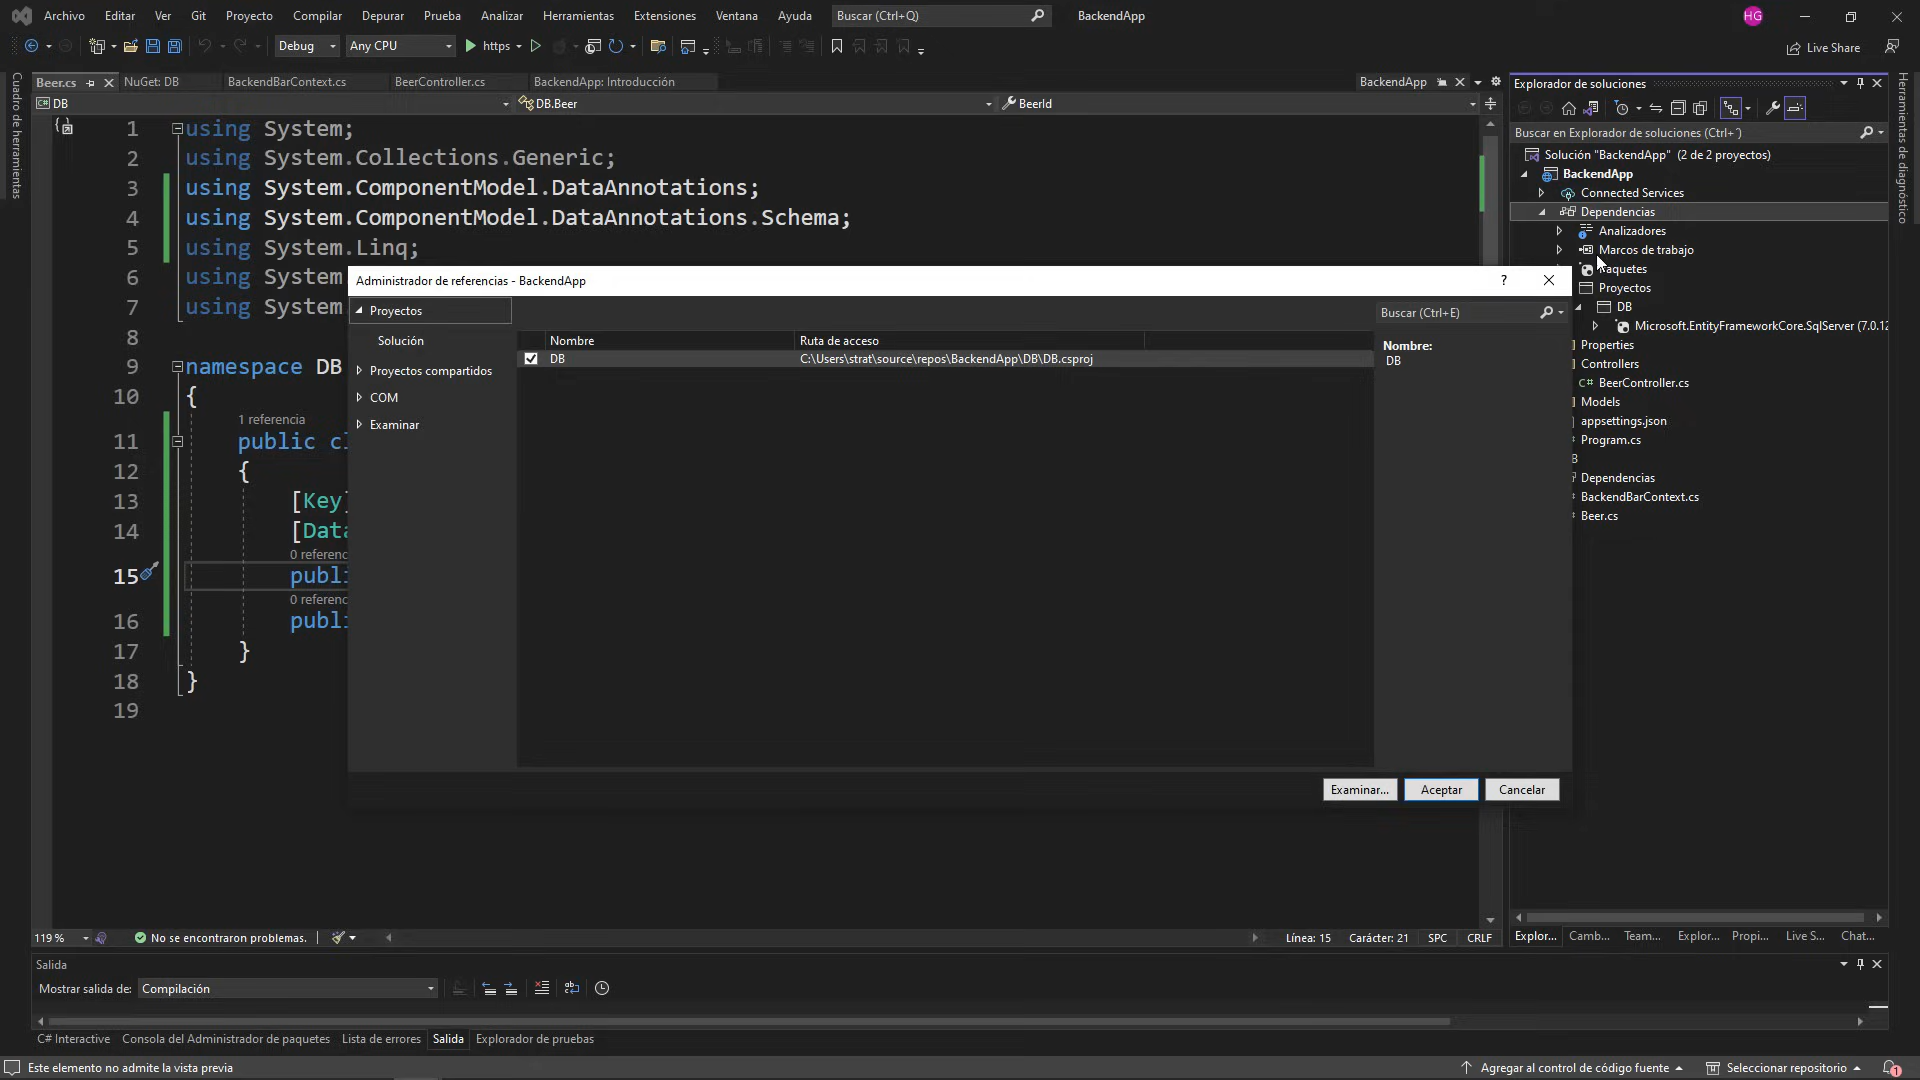 Archivo Editar Ver Git Proyecto Compilar Depurar Prueba Analizar Herramientas Extensiones Ventana Ayuda Buscar (Ctrl+Q) BackendApp HG
Debug Any CPU https Live Share
Cuadro de herramientas
Beer.cs NuGet: DB BackendBarContext.cs BeerController.cs BackendApp: Introducción BackendApp
DB DB.Beer BeerId
1 using System;
2 using System.Collections.Generic;
3 using System.ComponentModel.DataAnnotations;
4 using System.ComponentModel.DataAnnotations.Schema;
5 using System.Linq;
6 using System
7 using System
8
9 namespace DB
10 {
1 referencia
11 public cl
12 {
13 [Key]
14 [Data
0 referenc
15 publi
0 referenc
16 publi
17 }
18 }
19
Administrador de referencias - BackendApp
? 
Proyectos
Solución
Proyectos compartidos
COM
Examinar
Nombre Ruta de acceso
DB C:\Users\strat\source\repos\BackendApp\DB\DB.csproj
Buscar (Ctrl+E)
Nombre:
DB
Examinar... Aceptar Cancelar
Explorador de soluciones
Buscar en Explorador de soluciones (Ctrl+´)
Solución "BackendApp" (2 de 2 proyectos)
BackendApp
Connected Services
Dependencias
Analizadores
Marcos de trabajo
Paquetes
Proyectos
DB
Microsoft.EntityFrameworkCore.SqlServer (7.0.12
Properties
Controllers
C# BeerController.cs
Models
appsettings.json
Program.cs
B
Dependencias
BackendBarContext.cs
Beer.cs
Herramientas de diagnóstico
119 % No se encontraron problemas. Línea: 15 Carácter: 21 SPC CRLF
Explor... Camb... Team... Explor... Propi... Live S... Chat...
Salida
Mostrar salida de: Compilación
C# Interactive Consola del Administrador de paquetes Lista de errores Salida Explorador de pruebas
Este elemento no admite la vista previa Agregar al control de código fuente Seleccionar repositorio 1